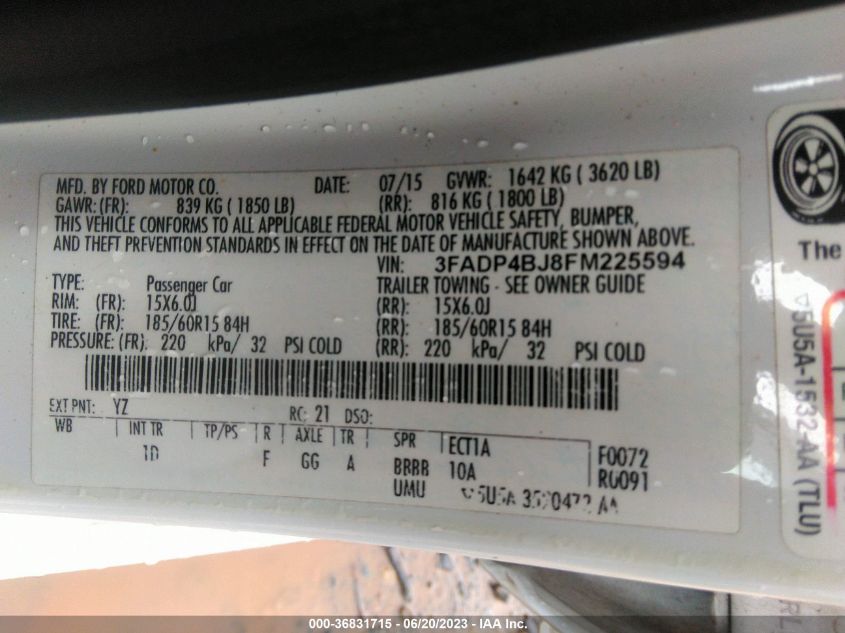 MFD. BY FORD MOTOR CO. DATE: 07/15 GVWR: 1642 KG ( 3620 LB)
GAWR: (FR): 839 KG ( 1850 LB) (RR): 816 KG ( 1800 LB)
THIS VEHICLE CONFORMS TO ALL APPLICABLE FEDERAL MOTOR VEHICLE SAFETY, BUMPER,
AND THEFT PREVENTION STANDARDS IN EFFECT ON THE DATE OF MANUFACTURE SHOWN ABOVE.
VIN: 3FADP4BJ8FM225594
TYPE: Passenger Car TRAILER TOWING - SEE OWNER GUIDE
RIM: (FR): 15X6.0J (RR): 15X6.0J
TIRE: (FR): 185/60R15 84H (RR): 185/60R15 84H
PRESSURE: (FR): 220 kPa/ 32 PSI COLD (RR): 220 kPa/ 32 PSI COLD
EXT PNT: YZ RC: 21 DSO:
WB INT TR TP/PS R AXLE TR SPR ECT1A F0072
1D F GG A BRBB 10A R0091
UMU
The
5U5A-1532-AA (TLU)
000-36831715 - 06/20/2023 - IAA Inc.